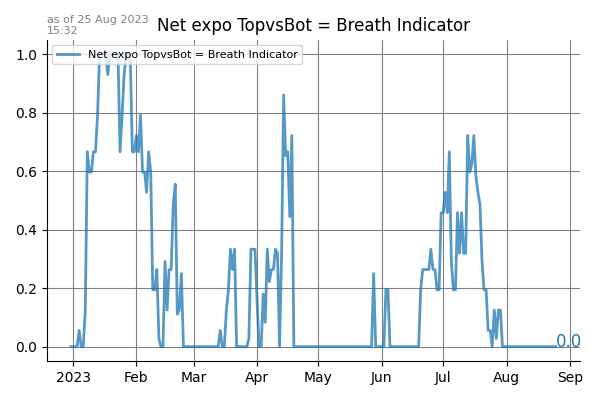 as of 25 Aug 2023
15:32
Net expo TopvsBot = Breath Indicator
Net expo TopvsBot = Breath Indicator
1.0
0.8
0.6
0.4
0.2
0.0
0.0
2023 Feb Mar Apr May Jun Jul Aug Sep